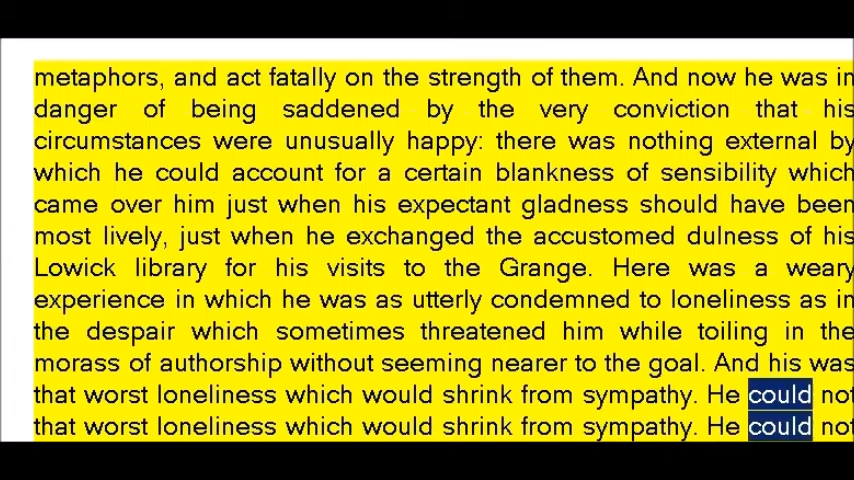 metaphors, and act fatally on the strength of them. And now he was in
danger of being saddened by the very conviction that his
circumstances were unusually happy: there was nothing external by
which he could account for a certain blankness of sensibility which
came over him just when his expectant gladness should have been
most lively, just when he exchanged the accustomed dulness of his
Lowick library for his visits to the Grange. Here was a weary
experience in which he was as utterly condemned to loneliness as in
the despair which sometimes threatened him while toiling in the
morass of authorship without seeming nearer to the goal. And his was
that worst loneliness which would shrink from sympathy. He could not
that worst loneliness which would shrink from sympathy. He could not